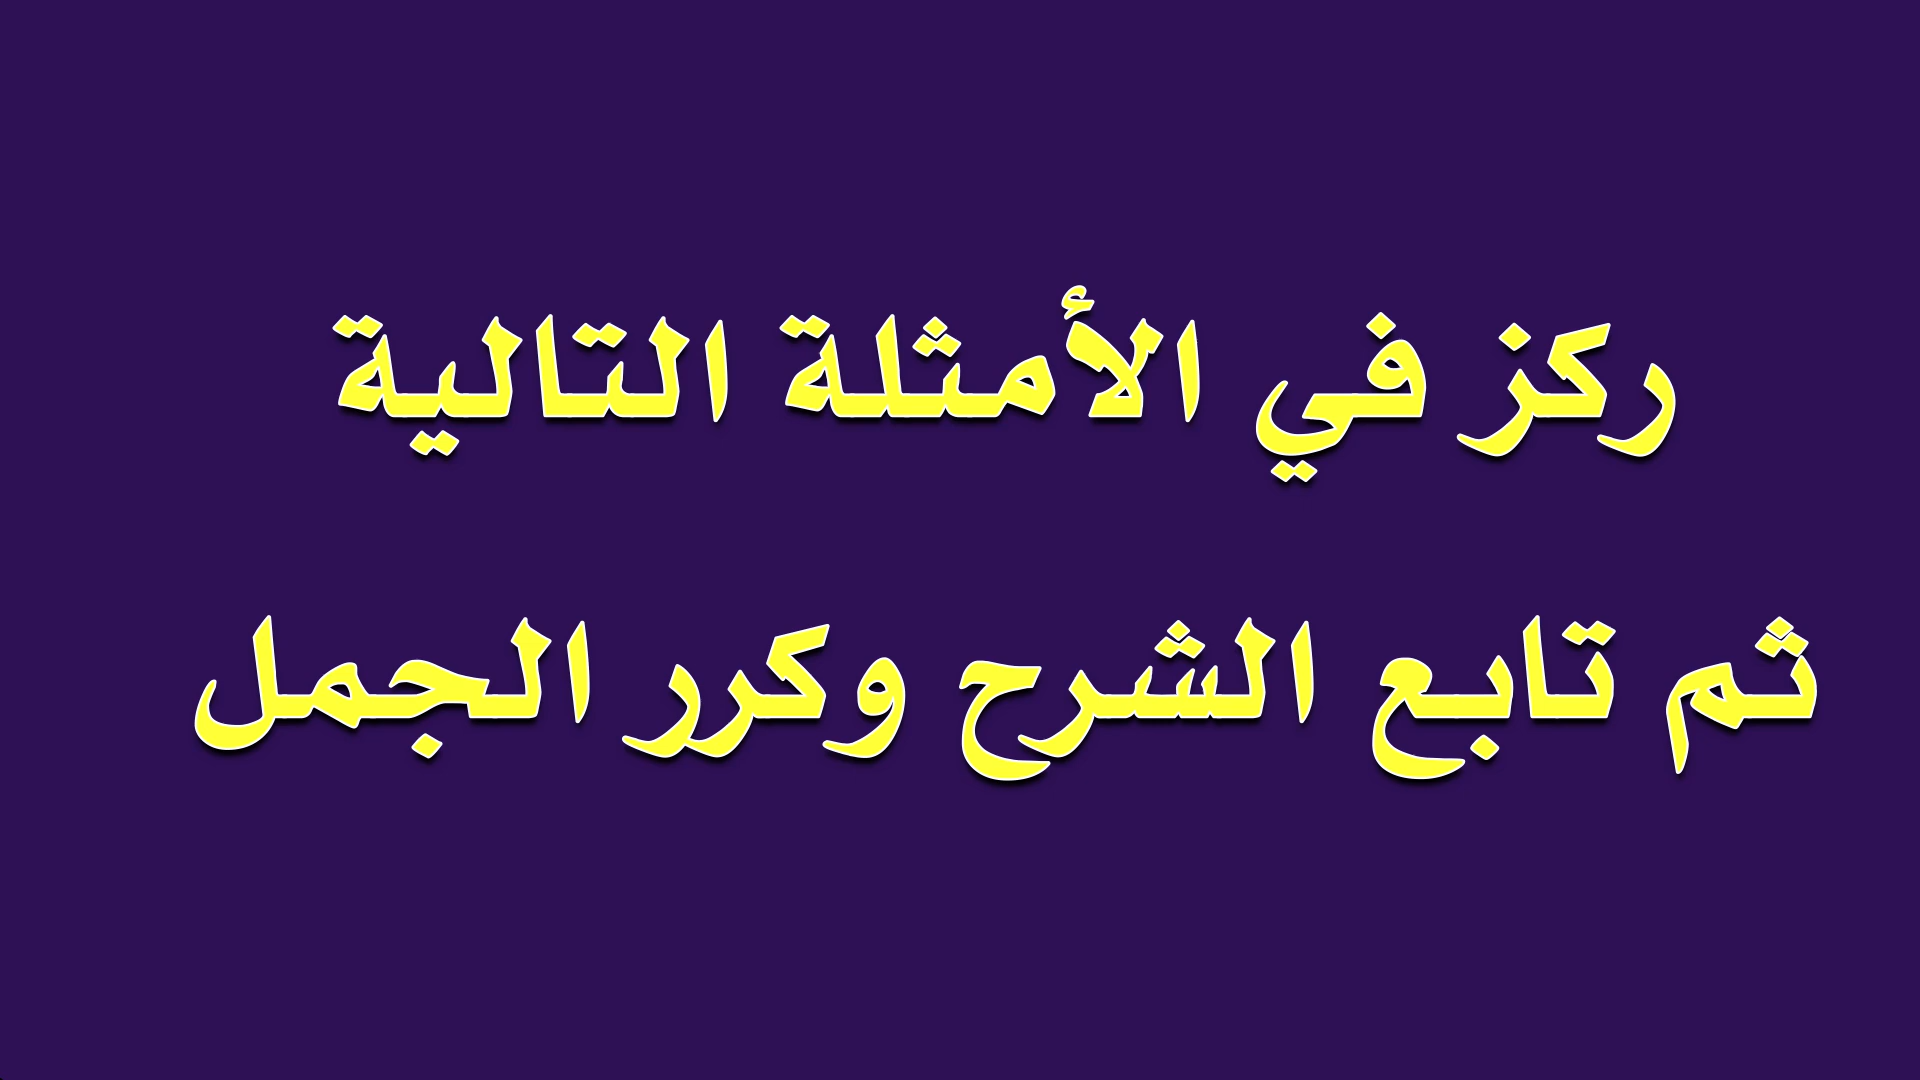 ركز في الأمثلة التالية
ثم تابع الشرح وكرر الجمل